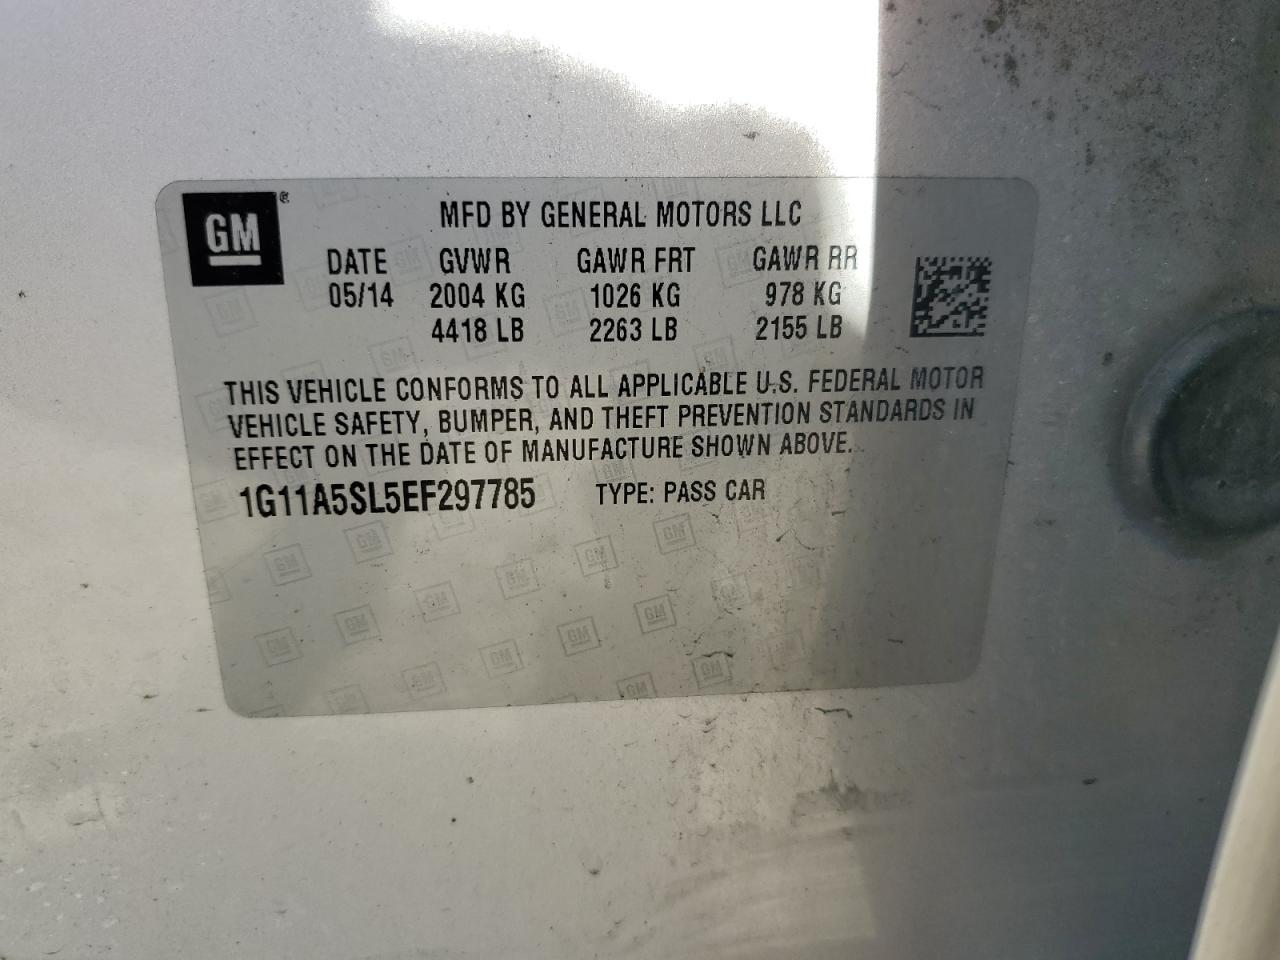 GM ®
MFD BY GENERAL MOTORS LLC
DATE GVWR GAWR FRT GAWR RR
05/14 2004 KG 1026 KG 978 KG
4418 LB 2263 LB 2155 LB
THIS VEHICLE CONFORMS TO ALL APPLICABLE U.S. FEDERAL MOTOR
VEHICLE SAFETY, BUMPER, AND THEFT PREVENTION STANDARDS IN
EFFECT ON THE DATE OF MANUFACTURE SHOWN ABOVE.
1G11A5SL5EF297785 TYPE: PASS CAR